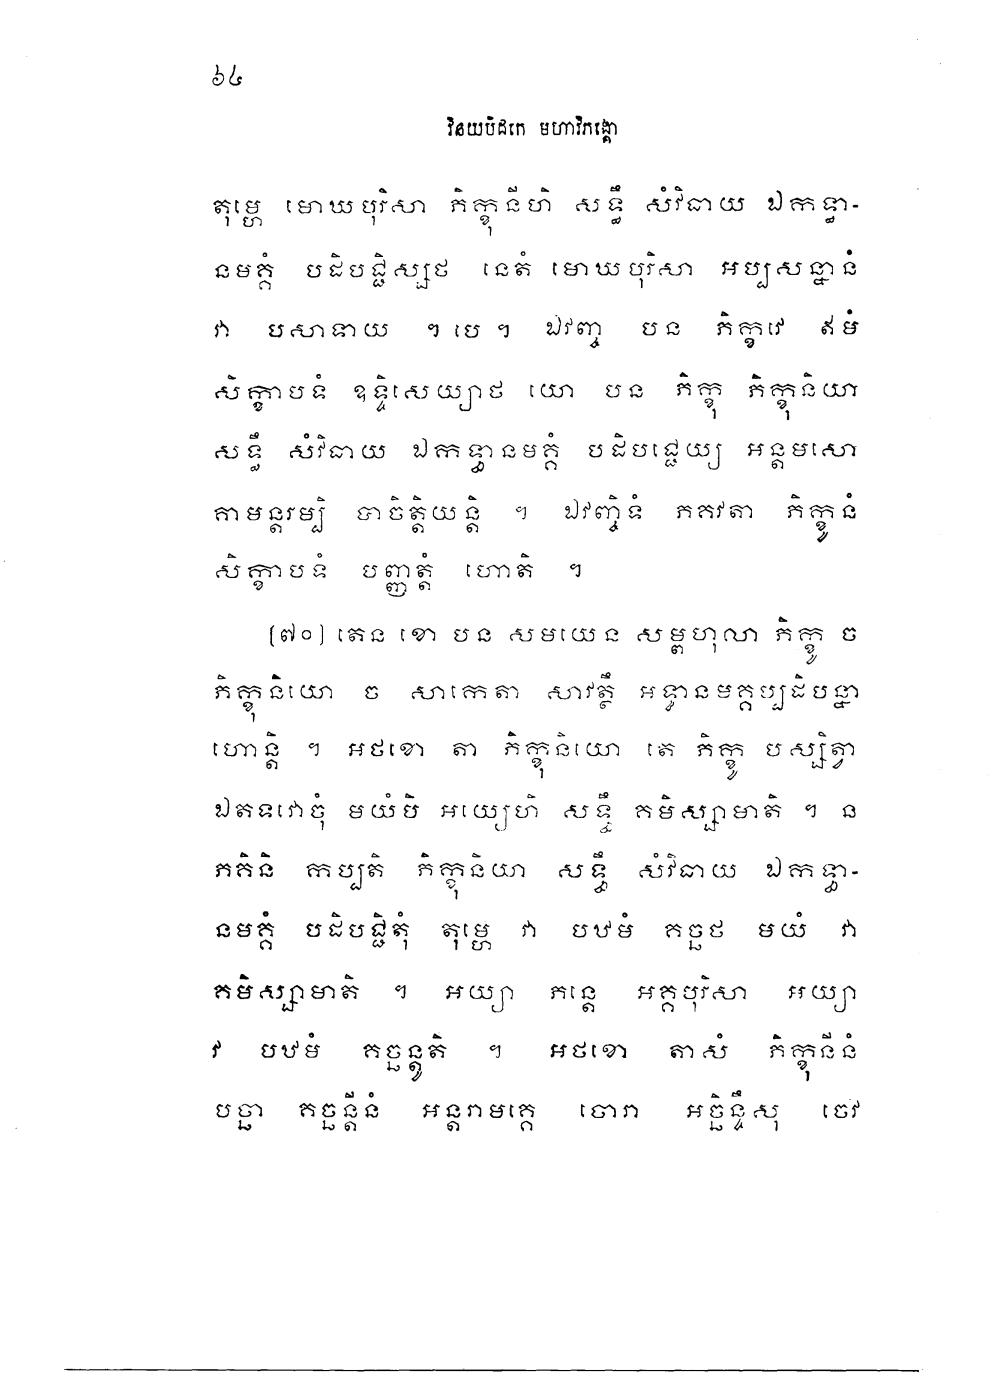 ៦៤
វិនយបិដកេ មហាវិភង្គោ
តុម្ហេ មោឃបុរិសា ភិក្ខុនីហិ សទ្ធឹ សំវិធាយ ឯកទ្ធា-
នមគ្គំ បដិបជ្ជិស្សថ នេតំ មោឃបុរិសា អប្បសន្នានំ
វា បសាទាយ ។ បេ ។ ឯវញ្ច បន ភិក្ខវេ ឥមំ
សិក្ខាបទំ ឧទ្ទិសេយ្យាថ យោ បន ភិក្ខុ ភិក្ខុនិយា
សទ្ធឹ សំវិធាយ ឯកទ្ធានមគ្គំ បដិបជ្ជេយ្យ អន្តមសោ
គាមន្តរម្បិ បាចិត្តិយន្តិ ។ ឯវញ្ចិទំ ភគវតា ភិក្ខូនំ
សិក្ខាបទំ បញ្ញត្តំ ហោតិ ។
(៧០) តេន ខោ បន សមយេន សម្ពហុលា ភិក្ខូ ច
ភិក្ខុនិយោ ច សាកេតា សាវត្ថឹ អទ្ធានមគ្គប្បដិបន្នា
ហោន្តិ ។ អថខោ តា ភិក្ខុនិយោ តេ ភិក្ខូ បស្សិត្វា
ឯតទវោចុំ មយំបិ អយ្យេហិ សទ្ធឹ គមិស្សាមាតិ ។ ន
ភគិនិ កប្បតិ ភិក្ខុនិយា សទ្ធឹ សំវិធាយ ឯកទ្ធា-
នមគ្គំ បដិបជ្ជិតុំ តុម្ហេ វា បឋមំ គច្ឆថ មយំ វា
គមិស្សាមាតិ ។ អយ្យា ភន្តេ អគ្គបុរិសា អយ្យា
វ បឋមំ គច្ឆន្តូតិ ។ អថខោ តាសំ ភិក្ខុនីនំ
បច្ឆា គច្ឆន្តីនំ អន្តរាមគ្គេ ចោរា អច្ឆិន្ទឹសុ ចេវ